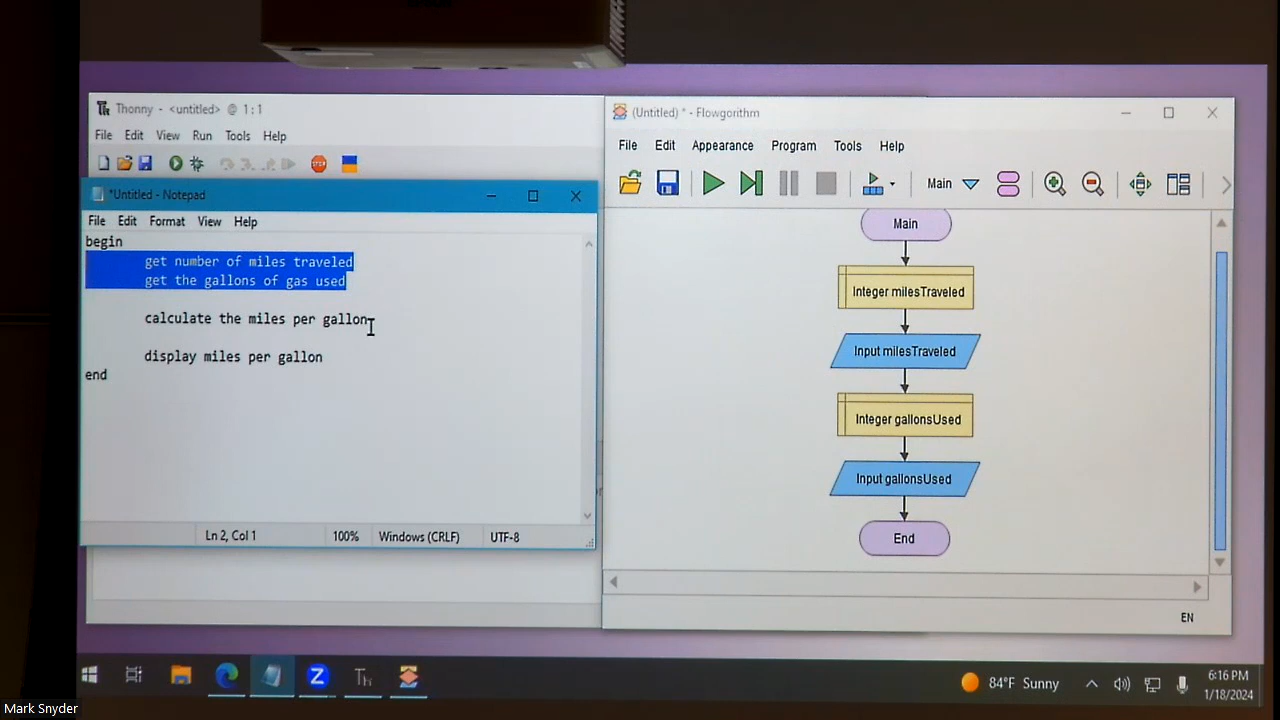 Thonny - <untitled> @ 1:1
File Edit View Run Tools Help
STOP
*Untitled - Notepad
File Edit Format View Help
begin
get number of miles traveled
get the gallons of gas used
calculate the miles per gallon
display miles per gallon
end
Ln 2, Col 1 100% Windows (CRLF) UTF-8
(Untitled) * - Flowgorithm
File Edit Appearance Program Tools Help
Main
Main
Integer milesTraveled
Input milesTraveled
Integer gallonsUsed
Input gallonsUsed
End
EN
Z
Th
84°F Sunny
6:16 PM
1/18/2024
Mark Snyder